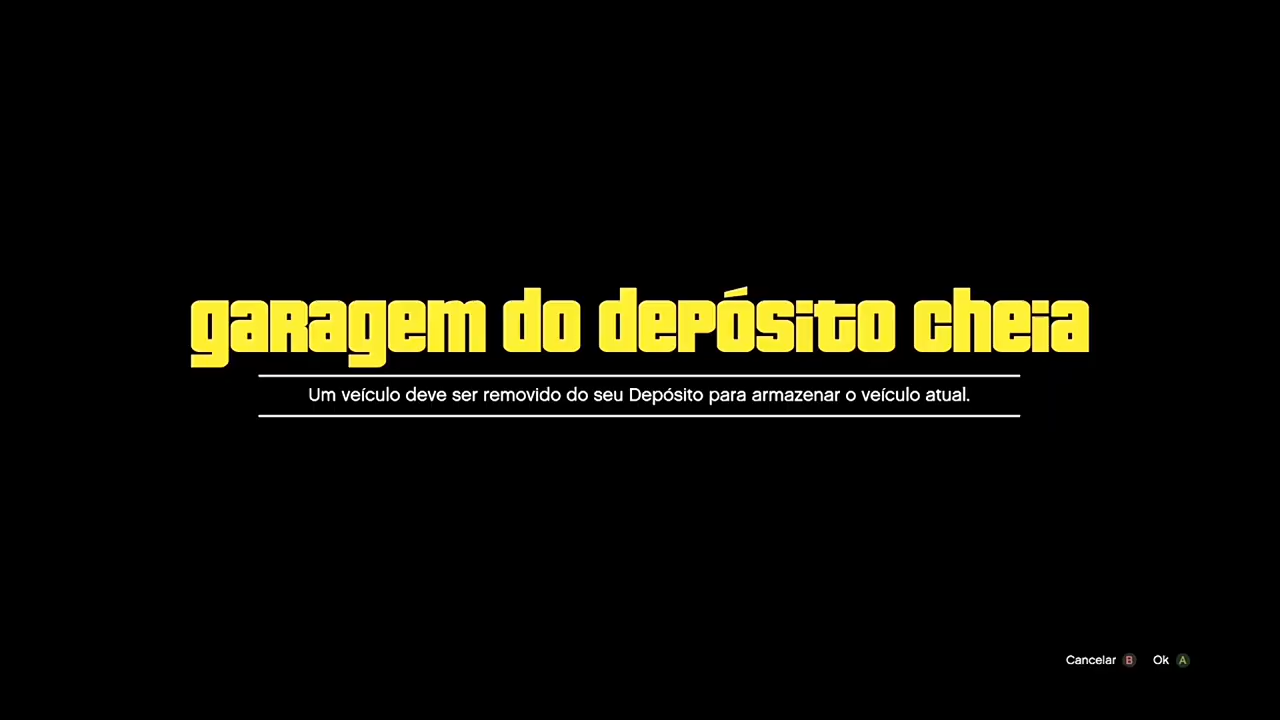 garagem do depósito cheia
Um veículo deve ser removido do seu Depósito para armazenar o veículo atual.
Cancelar B Ok A